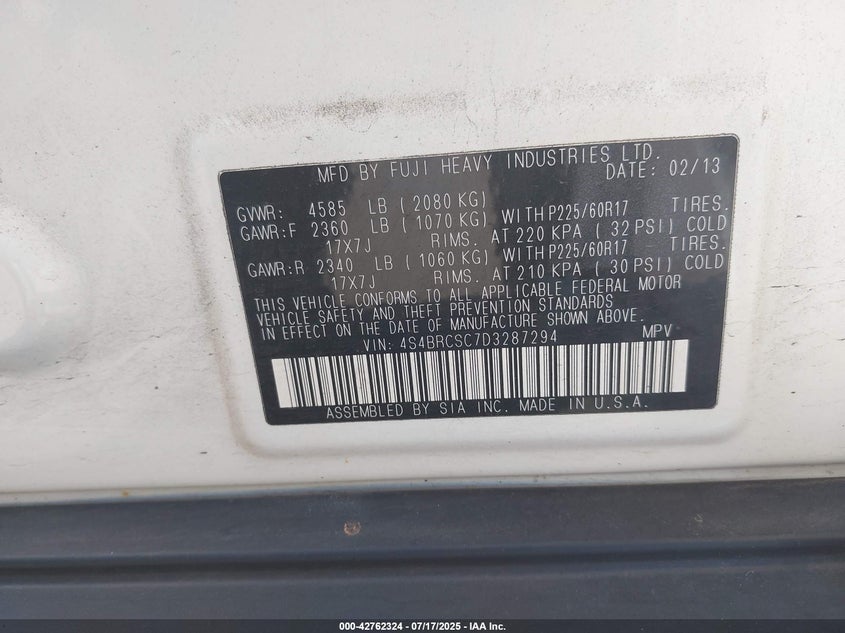 MFD BY FUJI HEAVY INDUSTRIES LTD.
DATE: 02/13
GVWR: 4585 LB ( 2080 KG)
GAWR:F 2360 LB ( 1070 KG) WITH P225/60R17 TIRES.
17X7J RIMS. AT 220 KPA ( 32 PSI) COLD
GAWR:R 2340 LB ( 1060 KG) WITH P225/60R17 TIRES.
17X7J RIMS. AT 210 KPA ( 30 PSI) COLD
THIS VEHICLE CONFORMS TO ALL APPLICABLE FEDERAL MOTOR
VEHICLE SAFETY AND THEFT PREVENTION STANDARDS
IN EFFECT ON THE DATE OF MANUFACTURE SHOWN ABOVE.
VIN: 4S4BRCSC7D3287294 MPV
ASSEMBLED BY SIA INC. MADE IN U.S.A.
000-42762324 | 07/17/2025 - IAA Inc.